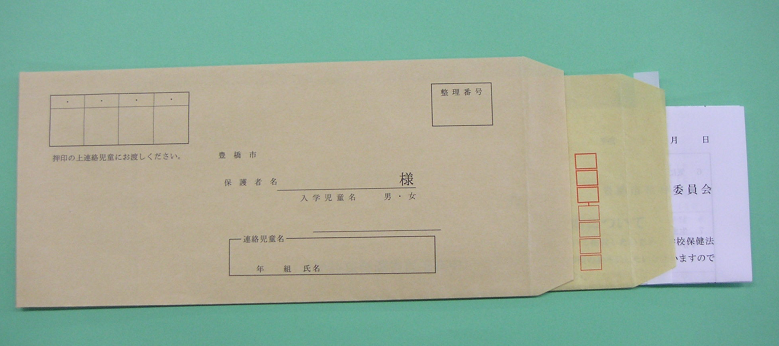 整理番号
押印の上連絡児童にお渡しください。
豊橋市
保護者名 様
入学児童名 男・女
連絡児童名
年 組 氏名
月 日
委員会
校保健法
いますので